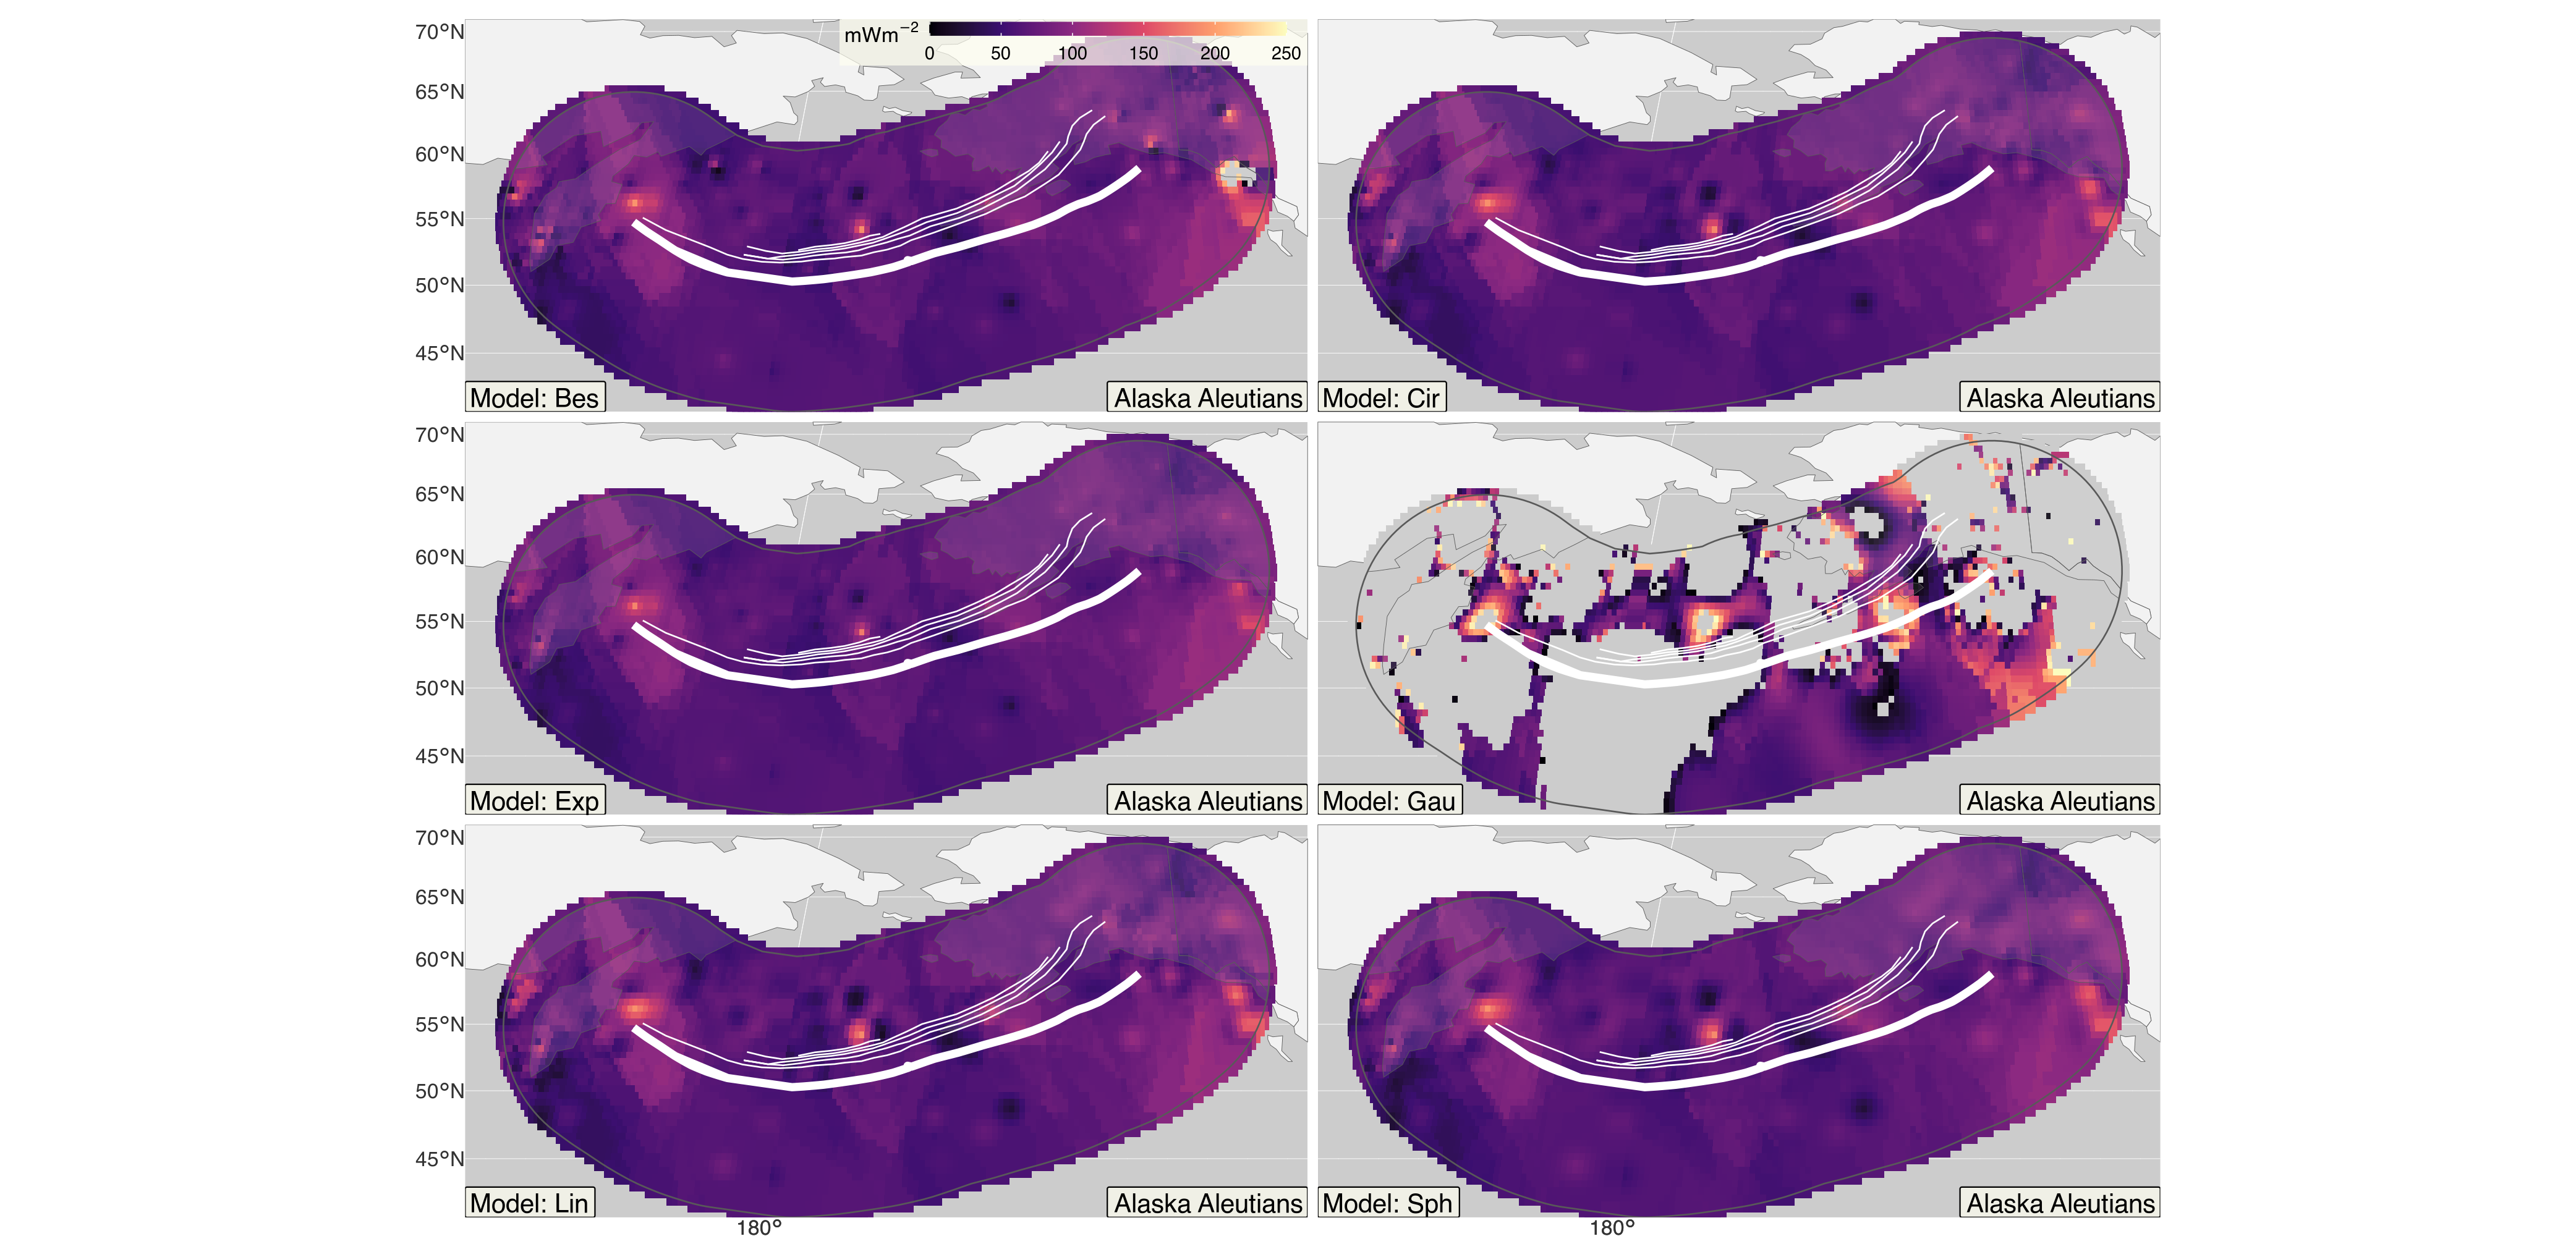 70°N
65°N
60°N
55°N
50°N
45°N
mWm⁻²
0 50 100 150 200 250
Model: Bes
Alaska Aleutians
Model: Cir
Alaska Aleutians
70°N
65°N
60°N
55°N
50°N
45°N
Model: Exp
Alaska Aleutians
Model: Gau
Alaska Aleutians
70°N
65°N
60°N
55°N
50°N
45°N
Model: Lin
Alaska Aleutians
Model: Sph
Alaska Aleutians
180°
180°